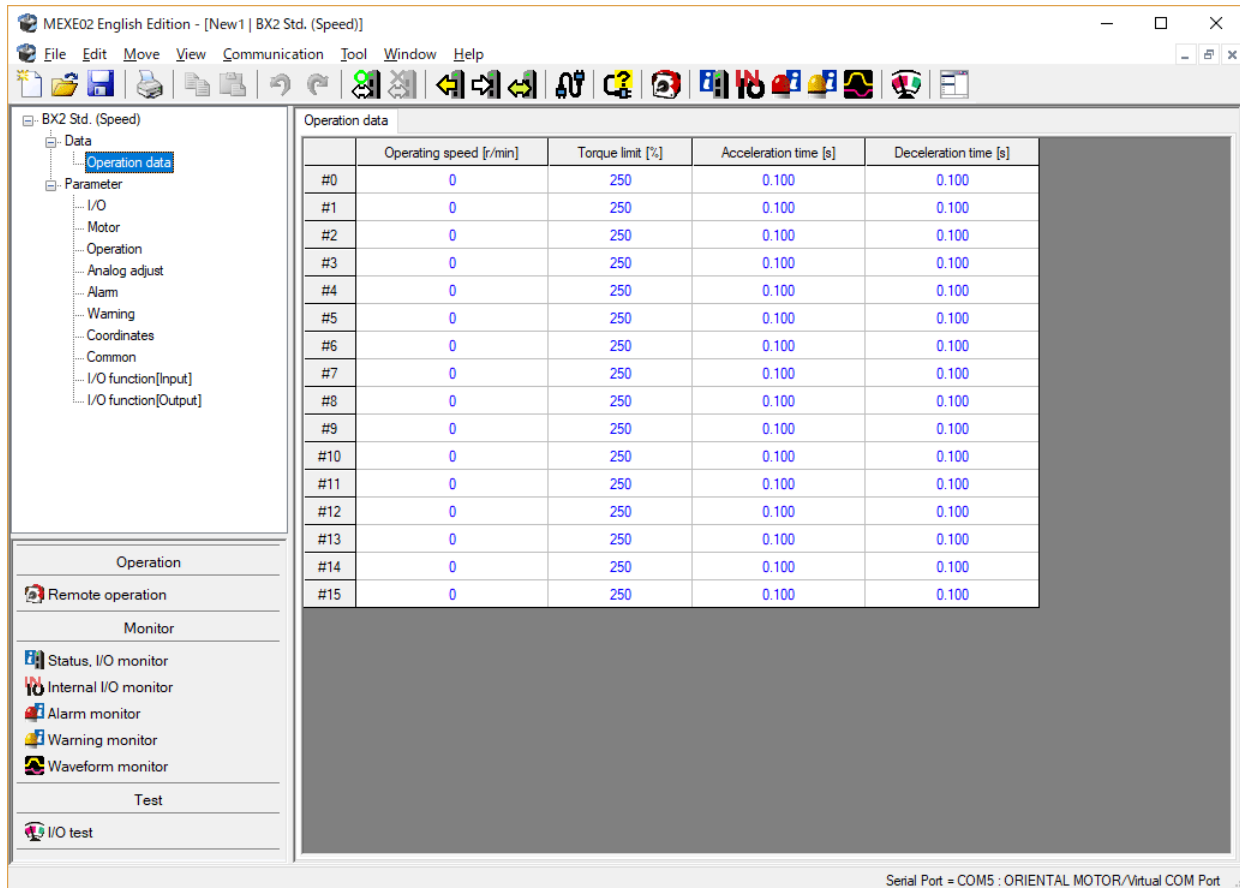 MEXE02 English Edition - [New1 | BX2 Std. (Speed)]
File Edit Move View Communication Tool Window Help
BX2 Std. (Speed)
Data
Operation data
Parameter
I/O
Motor
Operation
Analog adjust
Alarm
Warning
Coordinates
Common
I/O function[Input]
I/O function[Output]
Operation
Remote operation
Monitor
Status, I/O monitor
Internal I/O monitor
Alarm monitor
Warning monitor
Waveform monitor
Test
I/O test
Operation data
Operating speed [r/min] Torque limit [%] Acceleration time [s] Deceleration time [s]
#0 0 250 0.100 0.100
#1 0 250 0.100 0.100
#2 0 250 0.100 0.100
#3 0 250 0.100 0.100
#4 0 250 0.100 0.100
#5 0 250 0.100 0.100
#6 0 250 0.100 0.100
#7 0 250 0.100 0.100
#8 0 250 0.100 0.100
#9 0 250 0.100 0.100
#10 0 250 0.100 0.100
#11 0 250 0.100 0.100
#12 0 250 0.100 0.100
#13 0 250 0.100 0.100
#14 0 250 0.100 0.100
#15 0 250 0.100 0.100
Serial Port = COM5 : ORIENTAL MOTOR/Virtual COM Port